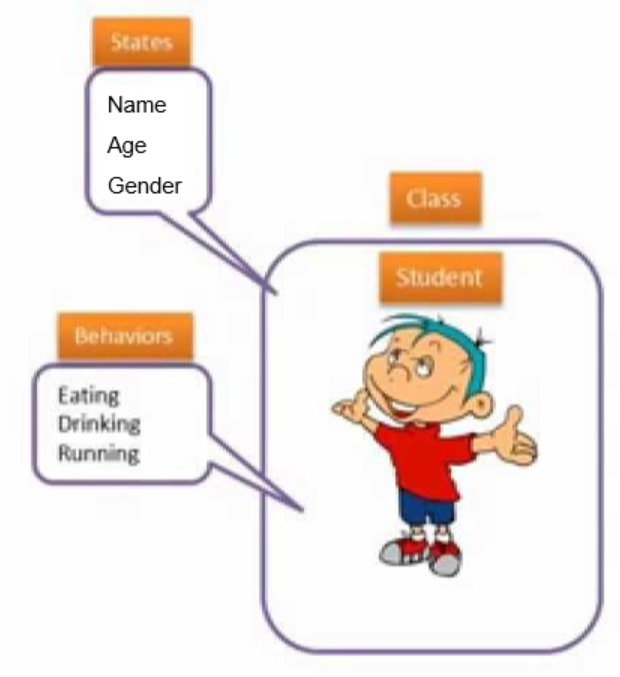 States
Name
Age
Gender
Class
Student
Behaviors
Eating
Drinking
Running